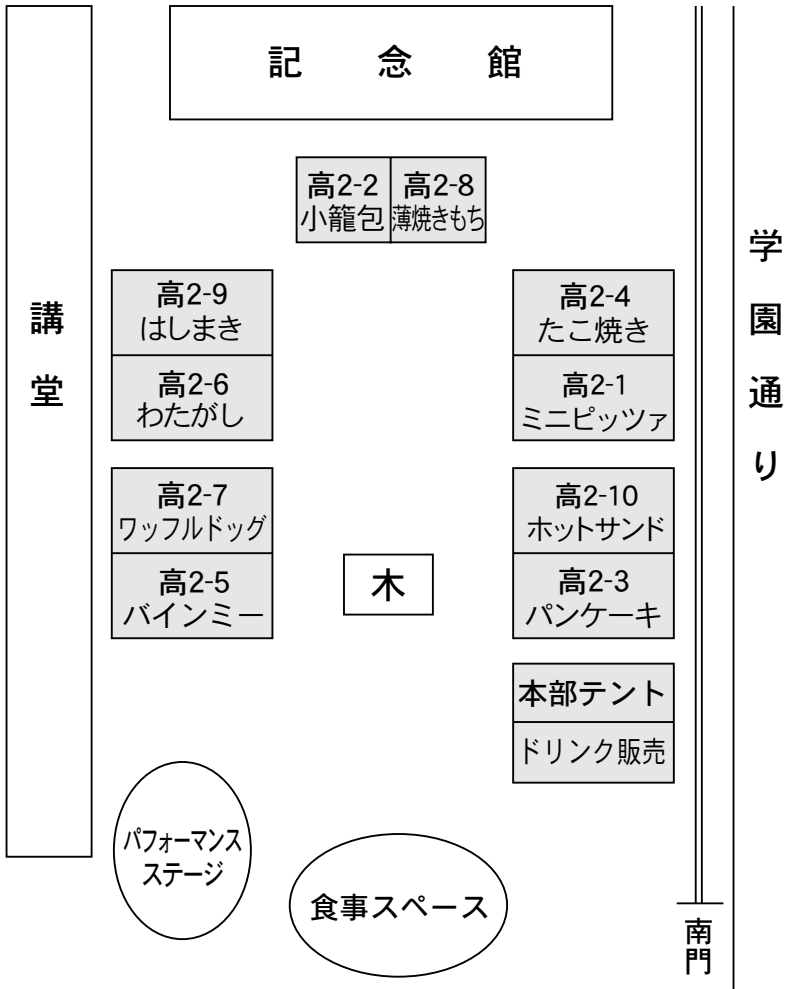 記念館
高2-2
小籠包
高2-8
薄焼きもち
講堂
学園通り
高2-9
はしまき
高2-4
たこ焼き
高2-6
わたがし
高2-1
ミニピッツァ
高2-7
ワッフルドッグ
高2-10
ホットサンド
高2-5
バインミー
木
高2-3
パンケーキ
本部テント
ドリンク販売
パフォーマンス
ステージ
食事スペース
南門